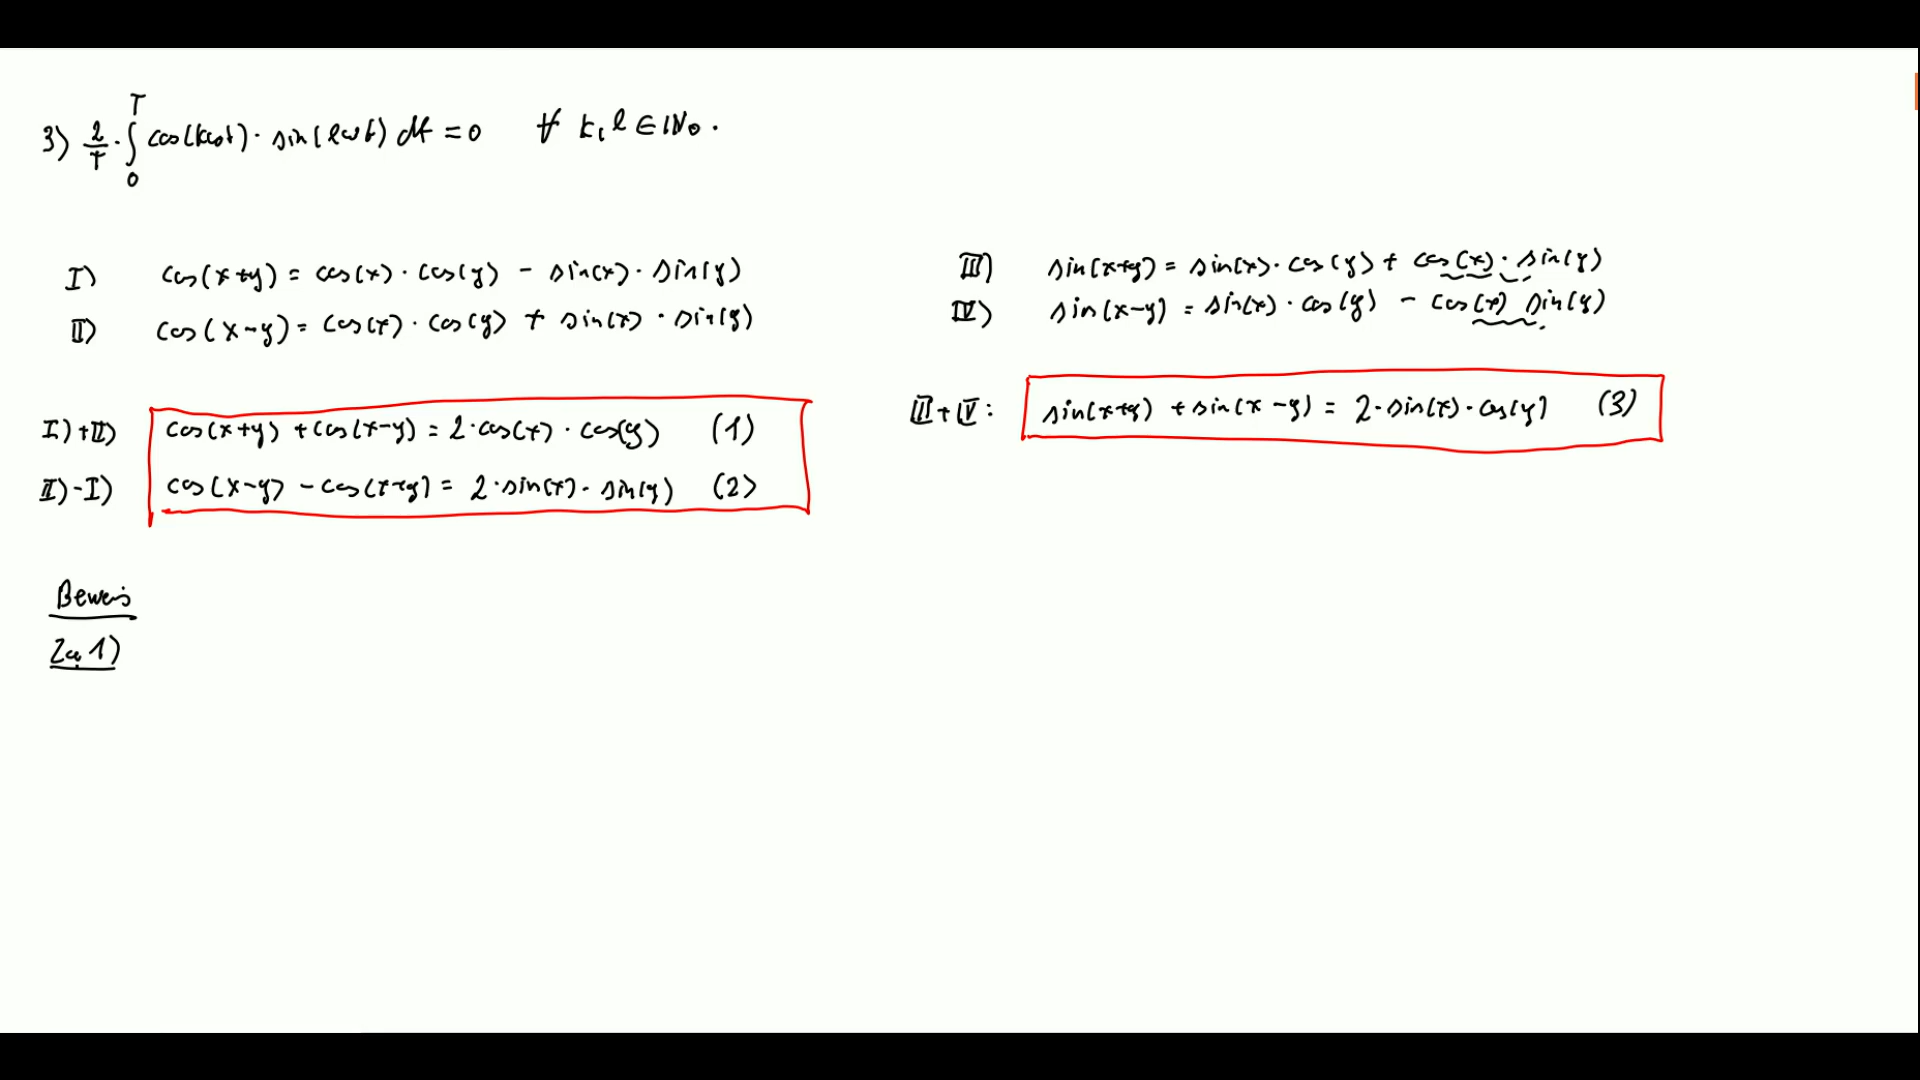 3) 2/T · ∫₀ᵀ cos(kωt) · sin(lωt) dt = 0 ∀ k, l ∈ ℕ₀.
I) cos(x+y) = cos(x) · cos(y) - sin(x) · sin(y)
II) cos(x-y) = cos(x) · cos(y) + sin(x) · sin(y)
I)+II) cos(x+y) + cos(x-y) = 2·cos(x) · cos(y) (1)
II)-I) cos(x-y) - cos(x+y) = 2·sin(x) · sin(y) (2)
III) sin(x+y) = sin(x) · cos(y) + cos(x) · sin(y)
IV) sin(x-y) = sin(x) · cos(y) - cos(x) sin(y)
III+IV: sin(x+y) + sin(x-y) = 2·sin(x) · cos(y) (3)
Beweis
Zu 1)